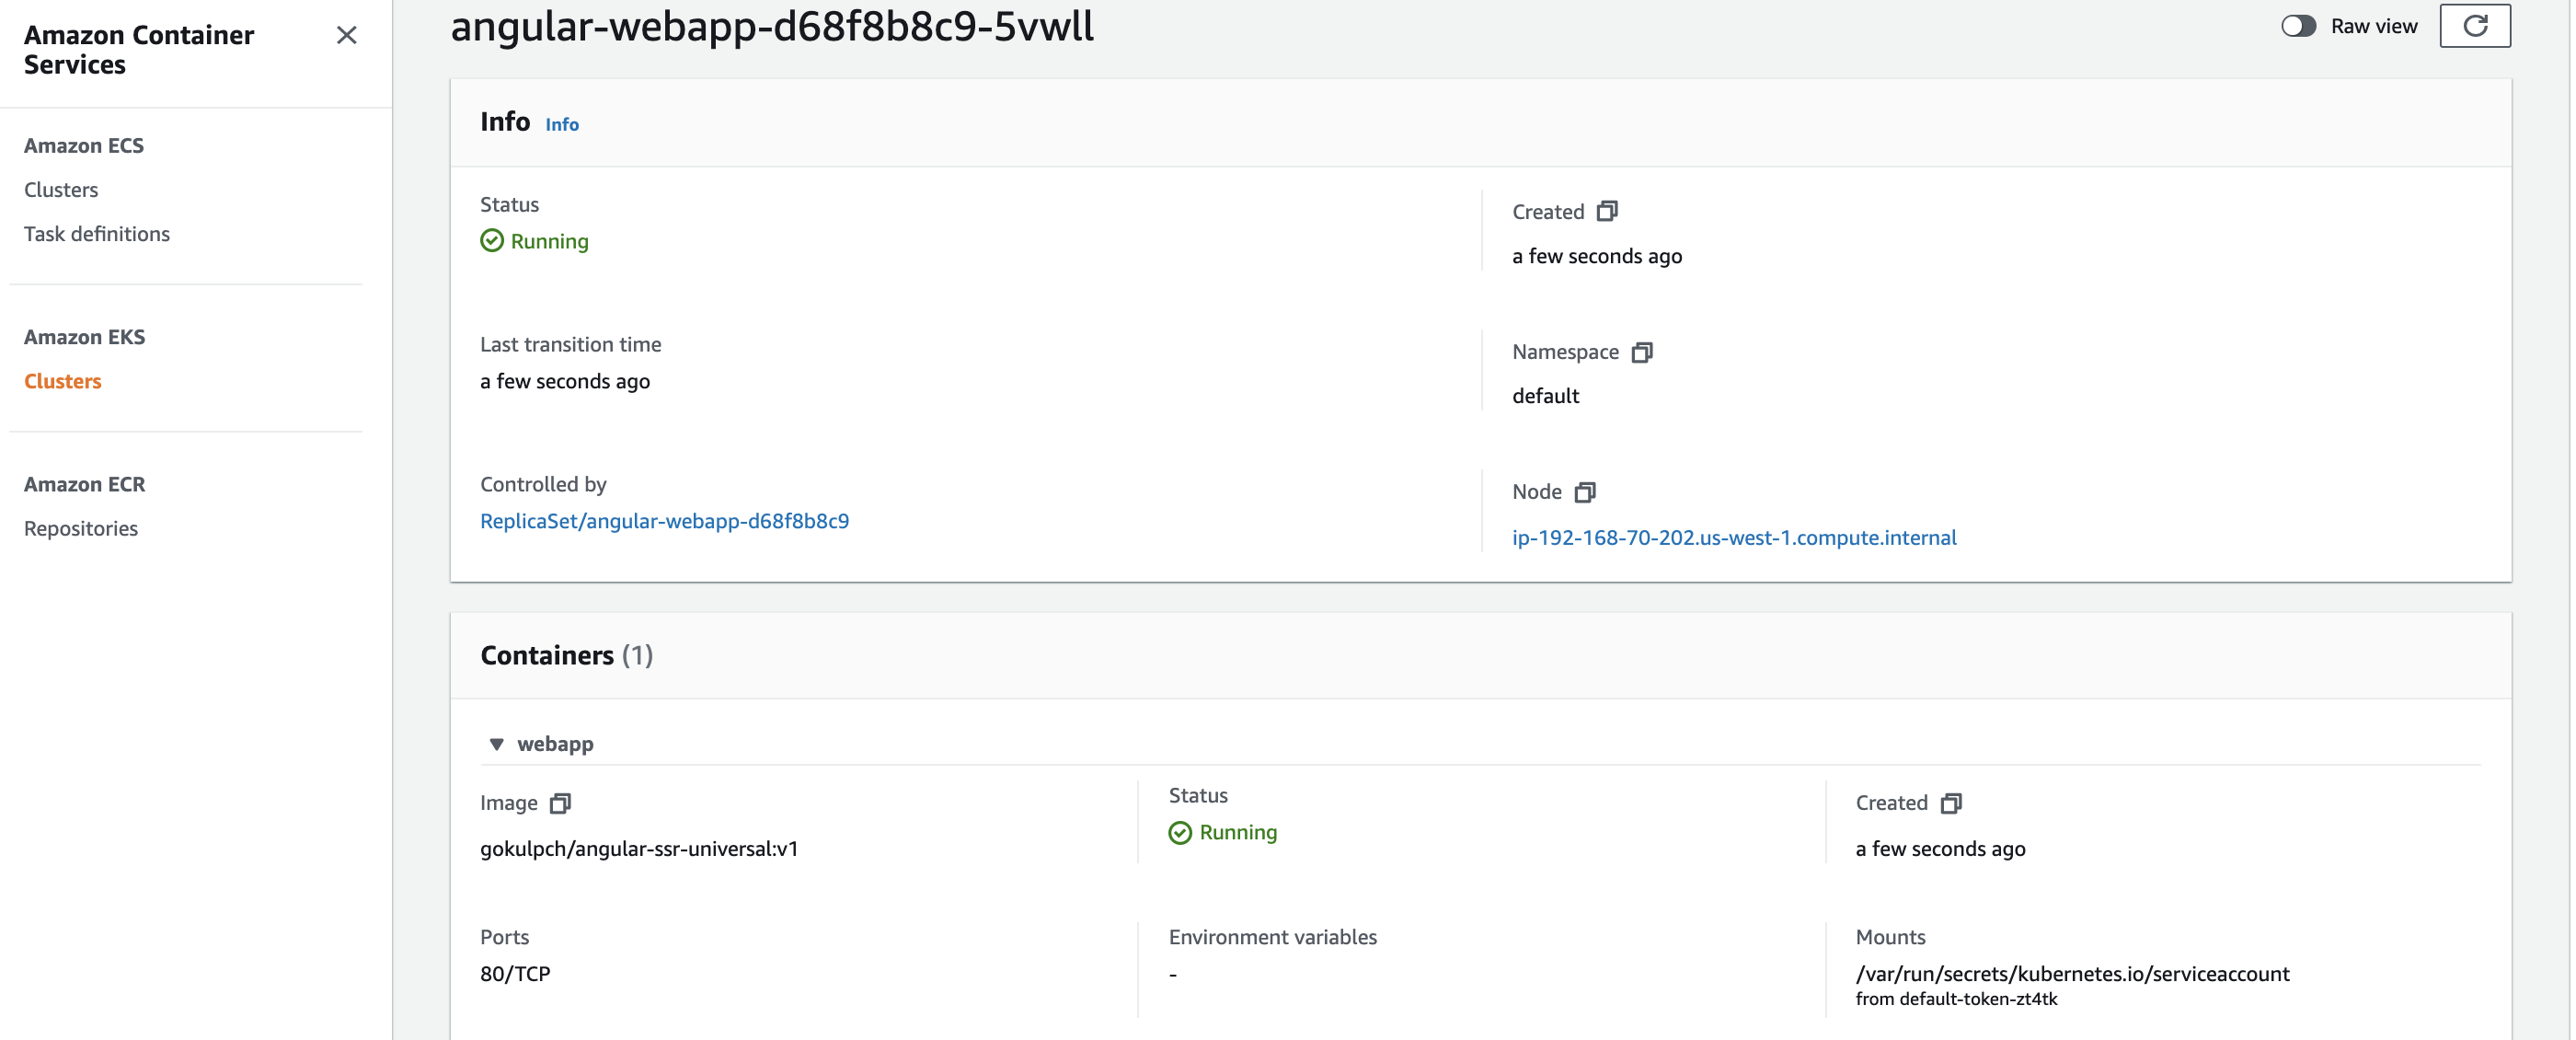 Amazon Container
Services
Amazon ECS
Clusters
Task definitions
Amazon EKS
Clusters
Amazon ECR
Repositories
angular-webapp-d68f8b8c9-5vwll
Raw view
Info Info
Status
Running
Created
a few seconds ago
Last transition time
a few seconds ago
Namespace
default
Controlled by
ReplicaSet/angular-webapp-d68f8b8c9
Node
ip-192-168-70-202.us-west-1.compute.internal
Containers (1)
webapp
Image
gokulpch/angular-ssr-universal:v1
Status
Running
Created
a few seconds ago
Ports
80/TCP
Environment variables
-
Mounts
/var/run/secrets/kubernetes.io/serviceaccount
from default-token-zt4tk